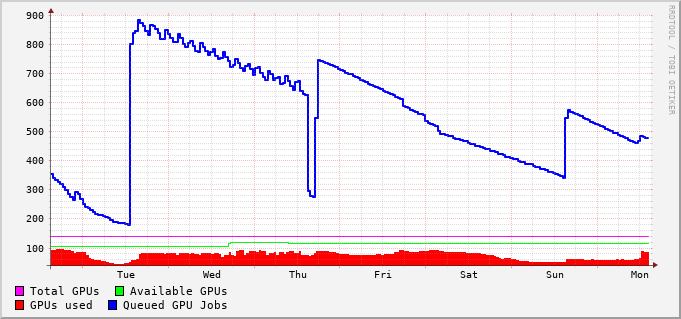 900
800
700
600
500
400
300
200
100
Tue Wed Thu Fri Sat Sun Mon
Total GPUs Available GPUs
GPUs used Queued GPU Jobs
RRDTOOL / TOBI OETIKER